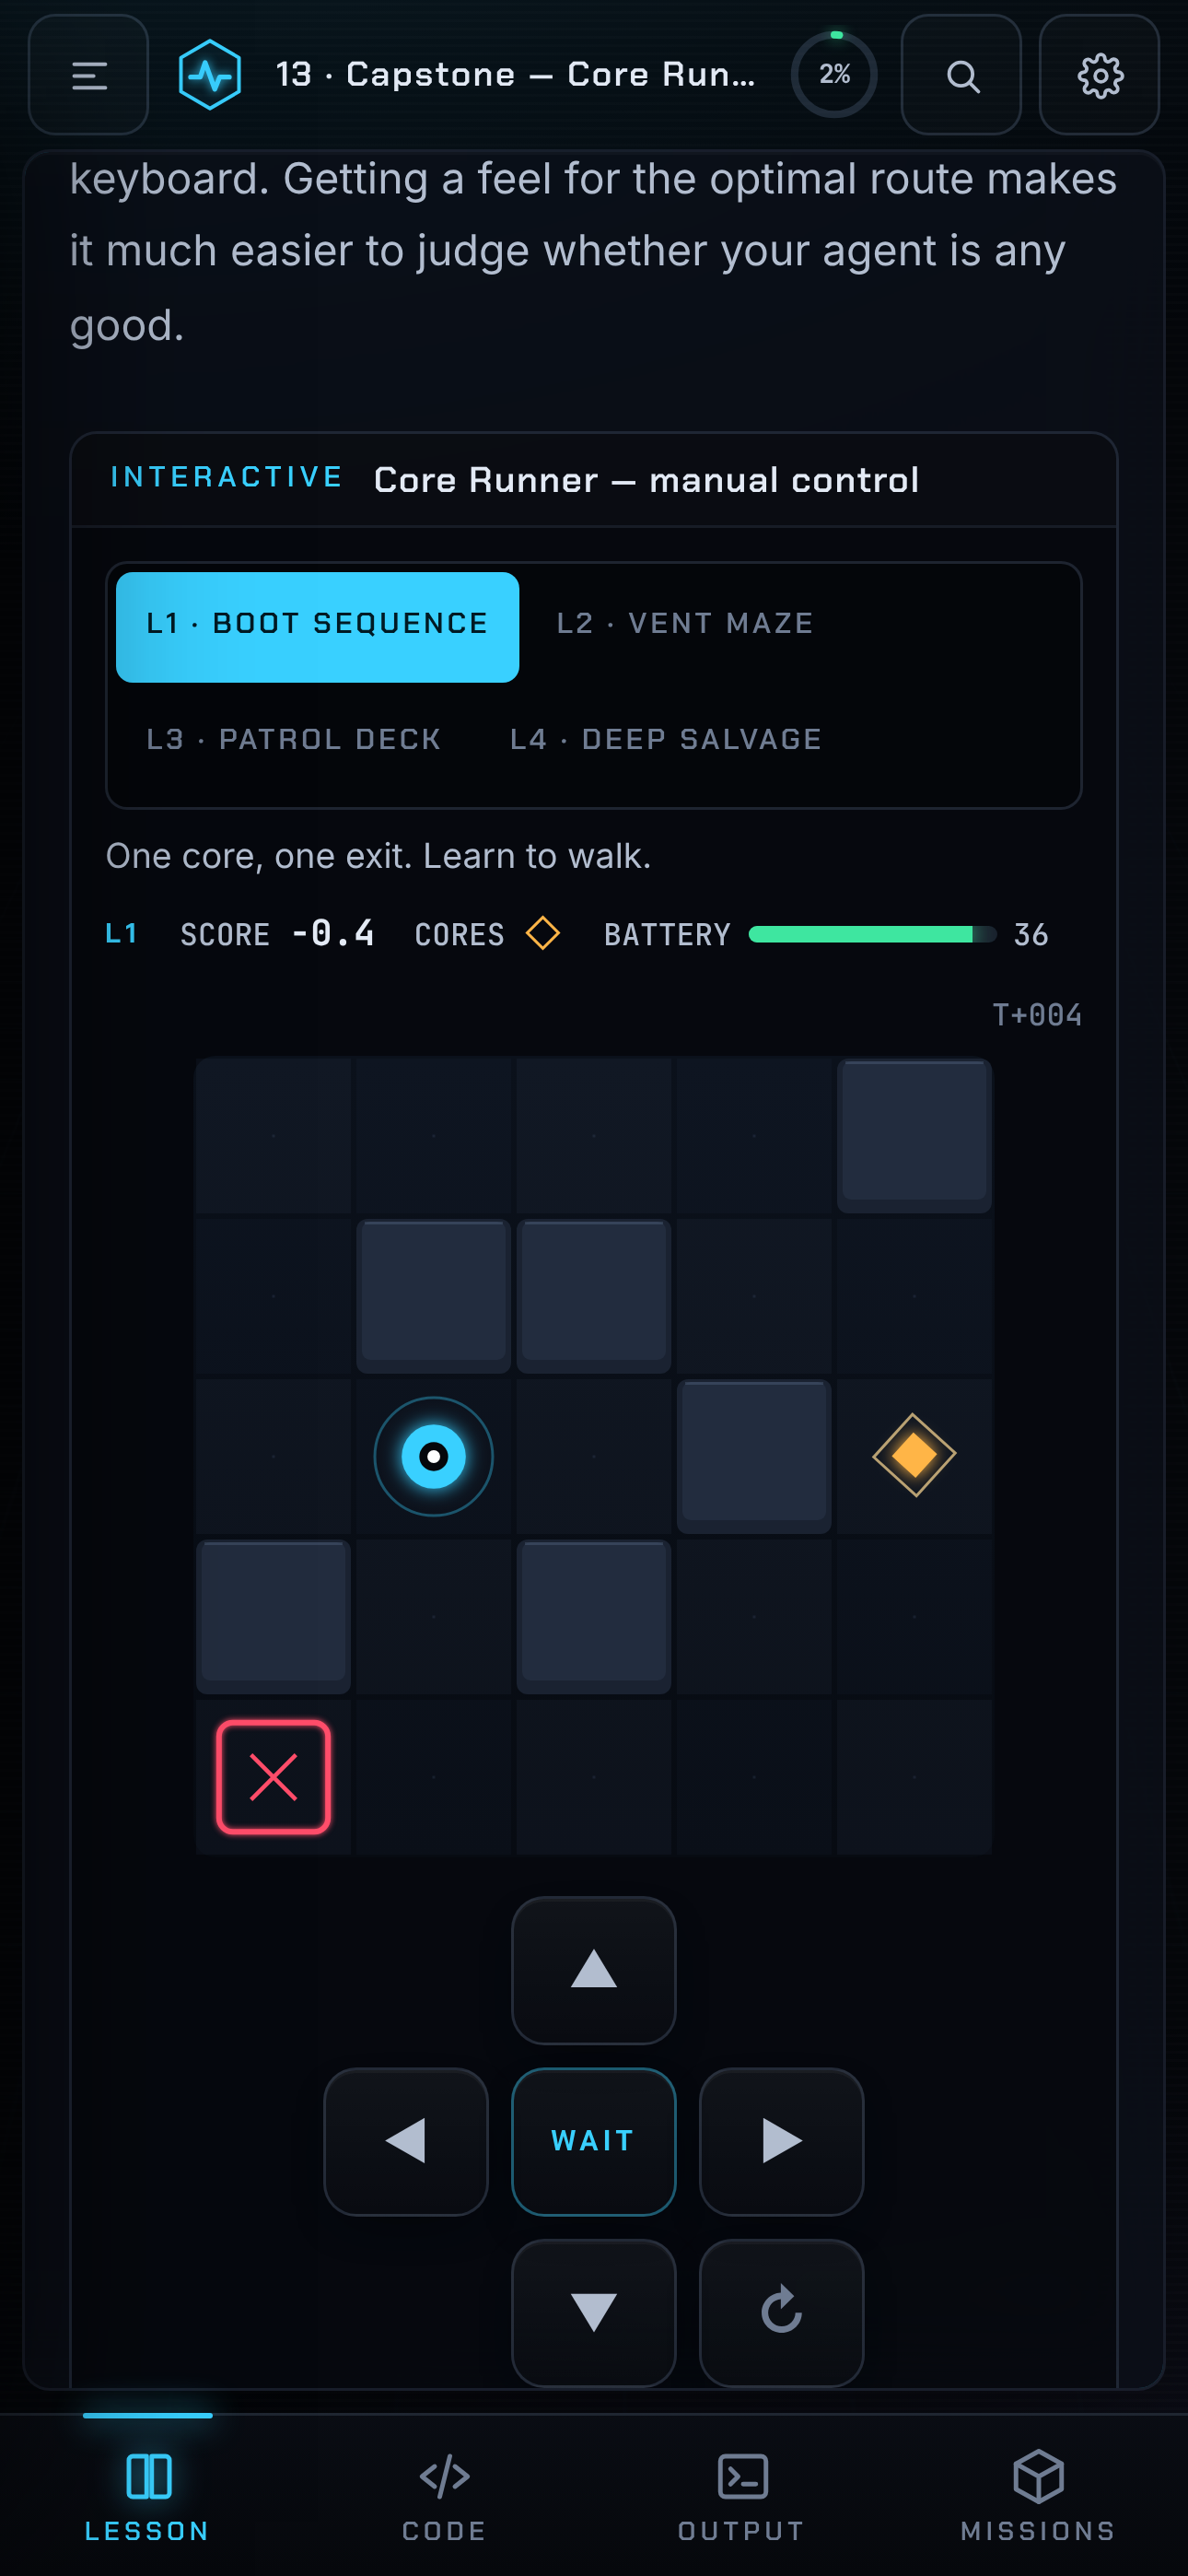 13 · Capstone — Core Run...
2%
keyboard. Getting a feel for the optimal route makes
it much easier to judge whether your agent is any
good.
INTERACTIVE Core Runner — manual control
L1 · BOOT SEQUENCE L2 · VENT MAZE
L3 · PATROL DECK L4 · DEEP SALVAGE
One core, one exit. Learn to walk.
L1 SCORE -0.4 CORES BATTERY 36
T+004
WAIT
LESSON CODE OUTPUT MISSIONS